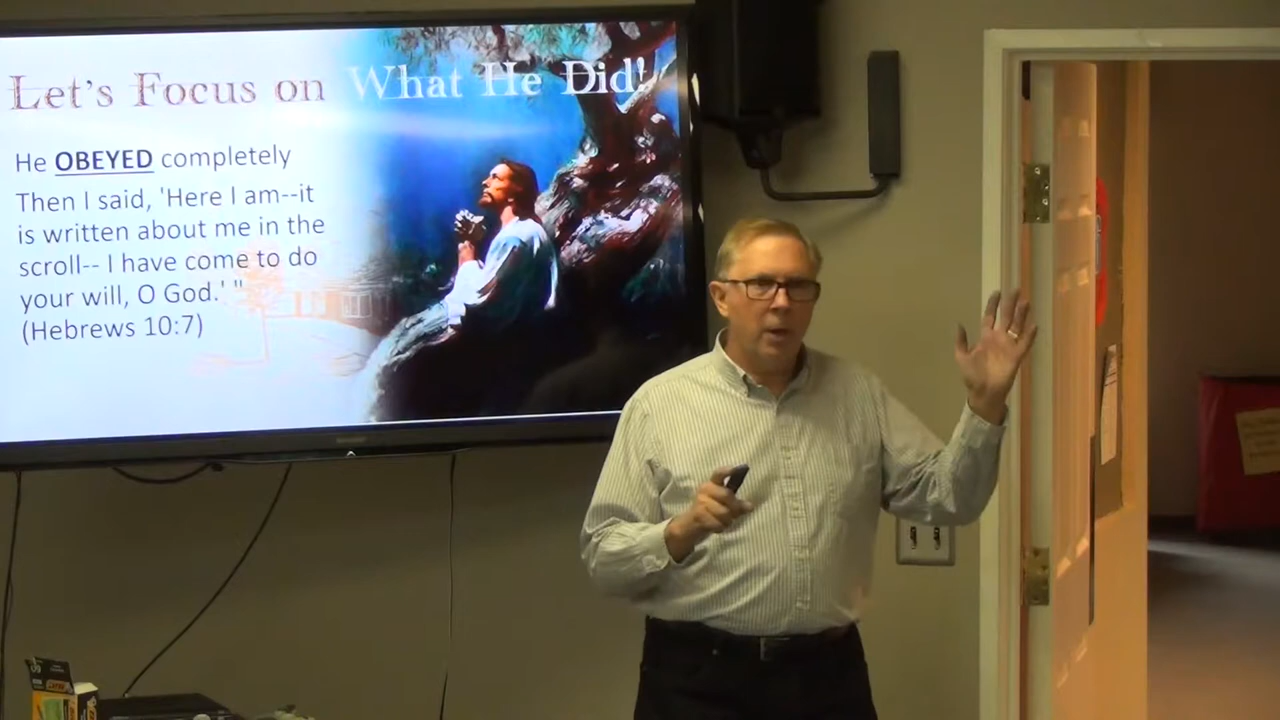 Let's Focus on What He Did!
He OBEYED completely
Then I said, 'Here I am--it
is written about me in the
scroll-- I have come to do
your will, O God.' "
(Hebrews 10:7)